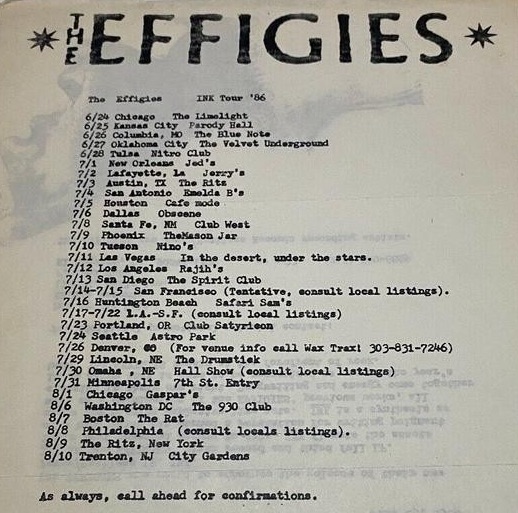 THE EFFIGIES
The Effigies INK Tour '86
6/24 Chicago The Limelight
6/25 Kansas City Parody Hall
6/26 Columbia, MO The Blue Note
6/27 Oklahoma City The Velvet Underground
6/28 Tulsa Nitro Club
7/1 New Orleans Jed's
7/2 Lafayette, La Jerry's
7/3 Austin, TX The Ritz
7/4 San Antonio Emelda B's
7/5 Houston Cafe mode
7/6 Dallas Obscene
7/8 Santa Fe, NM Club West
7/9 Phoenix TheMason Jar
7/10 Tucson Nino's
7/11 Las Vegas In the desert, under the stars.
7/12 Los Angeles Rajih's
7/13 San Diego The Spirit Club
7/14-7/15 San Francisco (Tentative, consult local listings).
7/16 Huntington Beach Safari Sam's
7/17-7/22 L.A.-S.F. (consult local listings)
7/23 Portland, OR Club Satyricon
7/24 Seattle Astro Park
7/26 Denver, (For venue info call Wax Trax! 303-831-7246)
7/29 Lincoln, NE The Drumstick
7/30 Omaha , NE Hall Show (consult local listings)
7/31 Minneapolis 7th St. Entry
8/1 Chicago Gaspar's
8/6 Washington DC The 930 Club
8/7 Boston The Rat
8/8 Philadelphia (consult locals listings).
8/9 The Ritz, New York
8/10 Trenton, NJ City Gardens
As always, call ahead for confirmations.